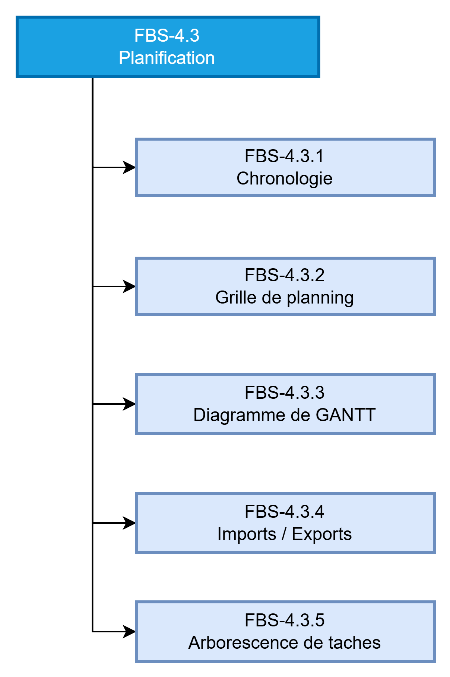 FBS-4.3
Planification
FBS-4.3.1
Chronologie
FBS-4.3.2
Grille de planning
FBS-4.3.3
Diagramme de GANTT
FBS-4.3.4
Imports / Exports
FBS-4.3.5
Arborescence de taches